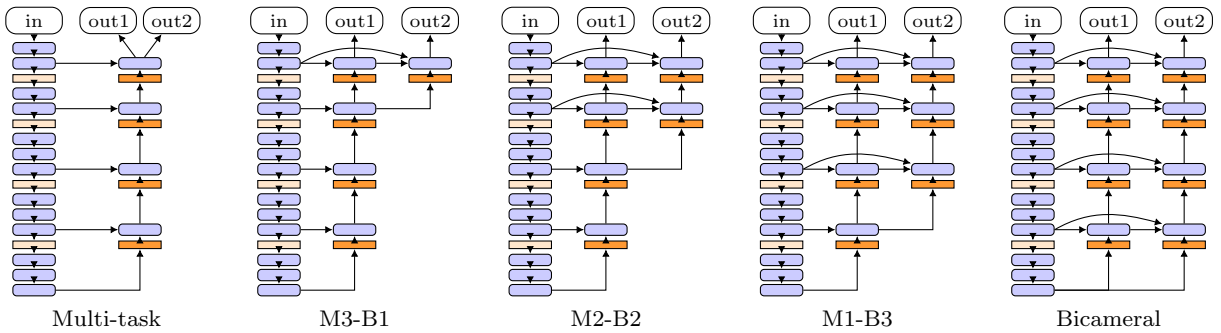 in out1 out2 in out1 out2 in out1 out2 in out1 out2 in out1 out2
Multi-task M3-B1 M2-B2 M1-B3 Bicameral